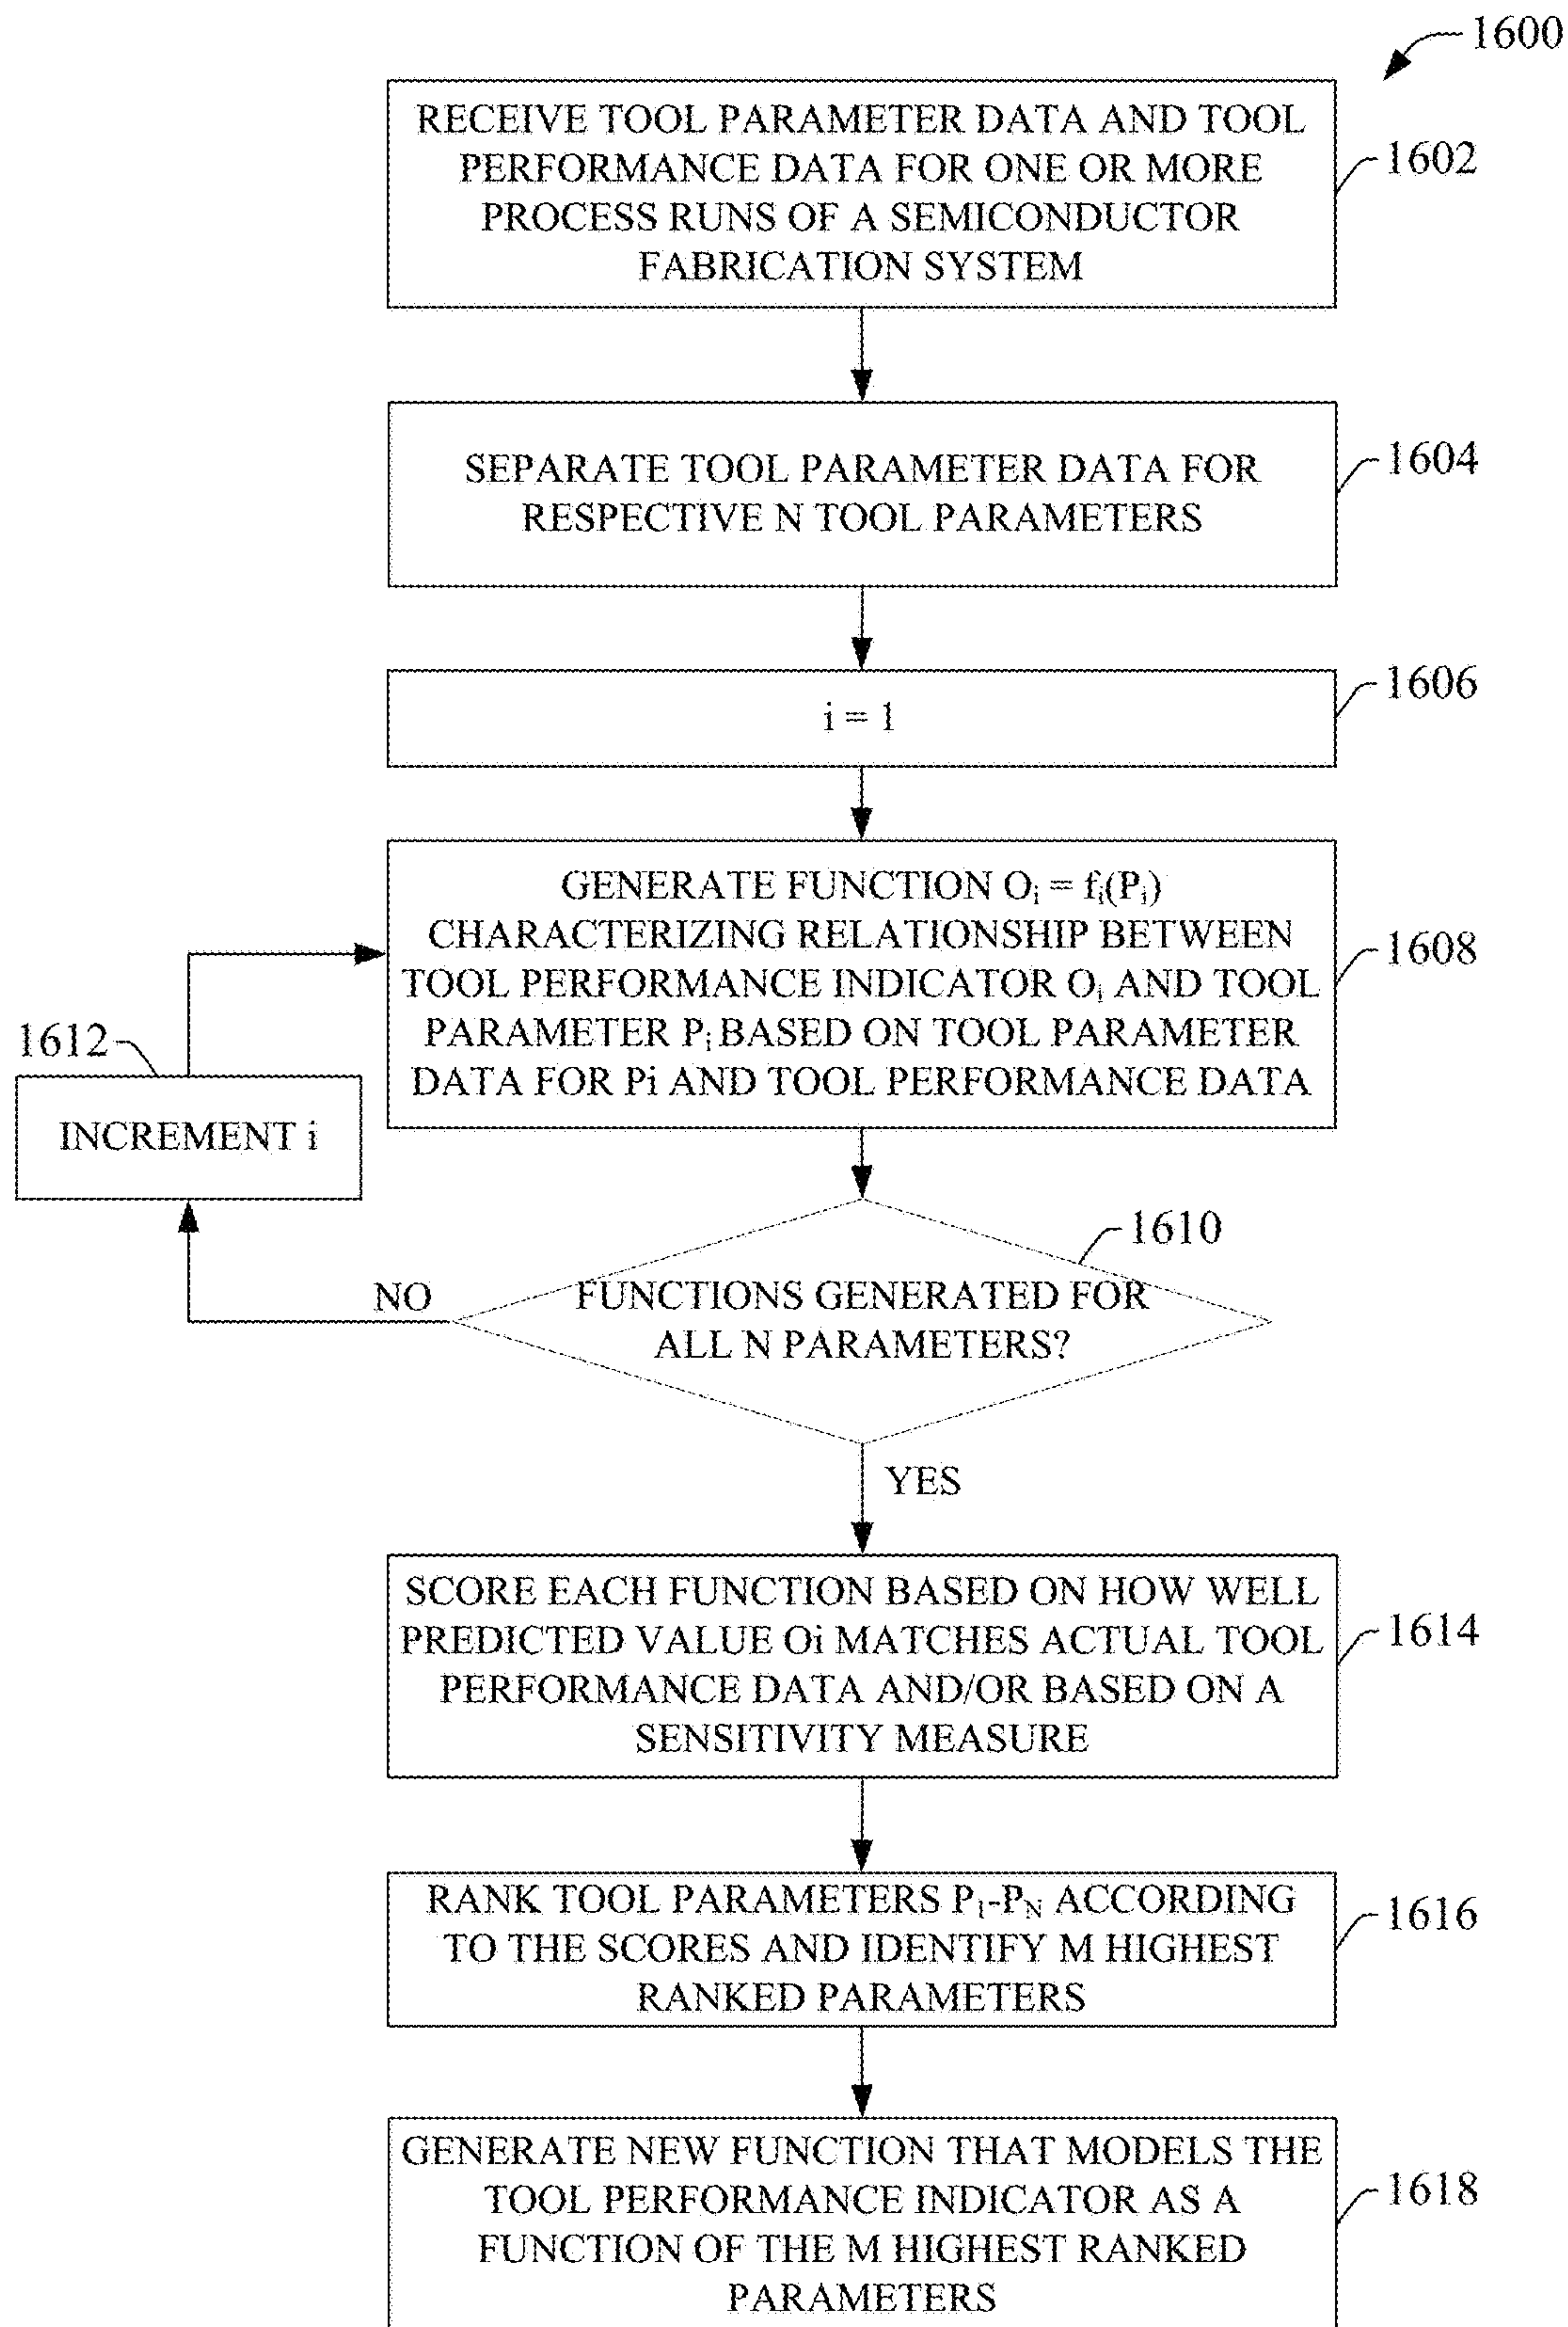 1600
RECEIVE TOOL PARAMETER DATA AND TOOL
PERFORMANCE DATA FOR ONE OR MORE
PROCESS RUNS OF A SEMICONDUCTOR
FABRICATION SYSTEM
1602
SEPARATE TOOL PARAMETER DATA FOR
RESPECTIVE N TOOL PARAMETERS
1604
i = 1
1606
GENERATE FUNCTION Oᵢ = fᵢ(Pᵢ)
CHARACTERIZING RELATIONSHIP BETWEEN
TOOL PERFORMANCE INDICATOR Oᵢ AND TOOL
PARAMETER Pᵢ BASED ON TOOL PARAMETER
DATA FOR Pi AND TOOL PERFORMANCE DATA
1608
1612
INCREMENT i
1610
NO
FUNCTIONS GENERATED FOR
ALL N PARAMETERS?
YES
SCORE EACH FUNCTION BASED ON HOW WELL
PREDICTED VALUE Oi MATCHES ACTUAL TOOL
PERFORMANCE DATA AND/OR BASED ON A
SENSITIVITY MEASURE
1614
RANK TOOL PARAMETERS P₁-P_N ACCORDING
TO THE SCORES AND IDENTIFY M HIGHEST
RANKED PARAMETERS
1616
GENERATE NEW FUNCTION THAT MODELS THE
TOOL PERFORMANCE INDICATOR AS A
FUNCTION OF THE M HIGHEST RANKED
PARAMETERS
1618